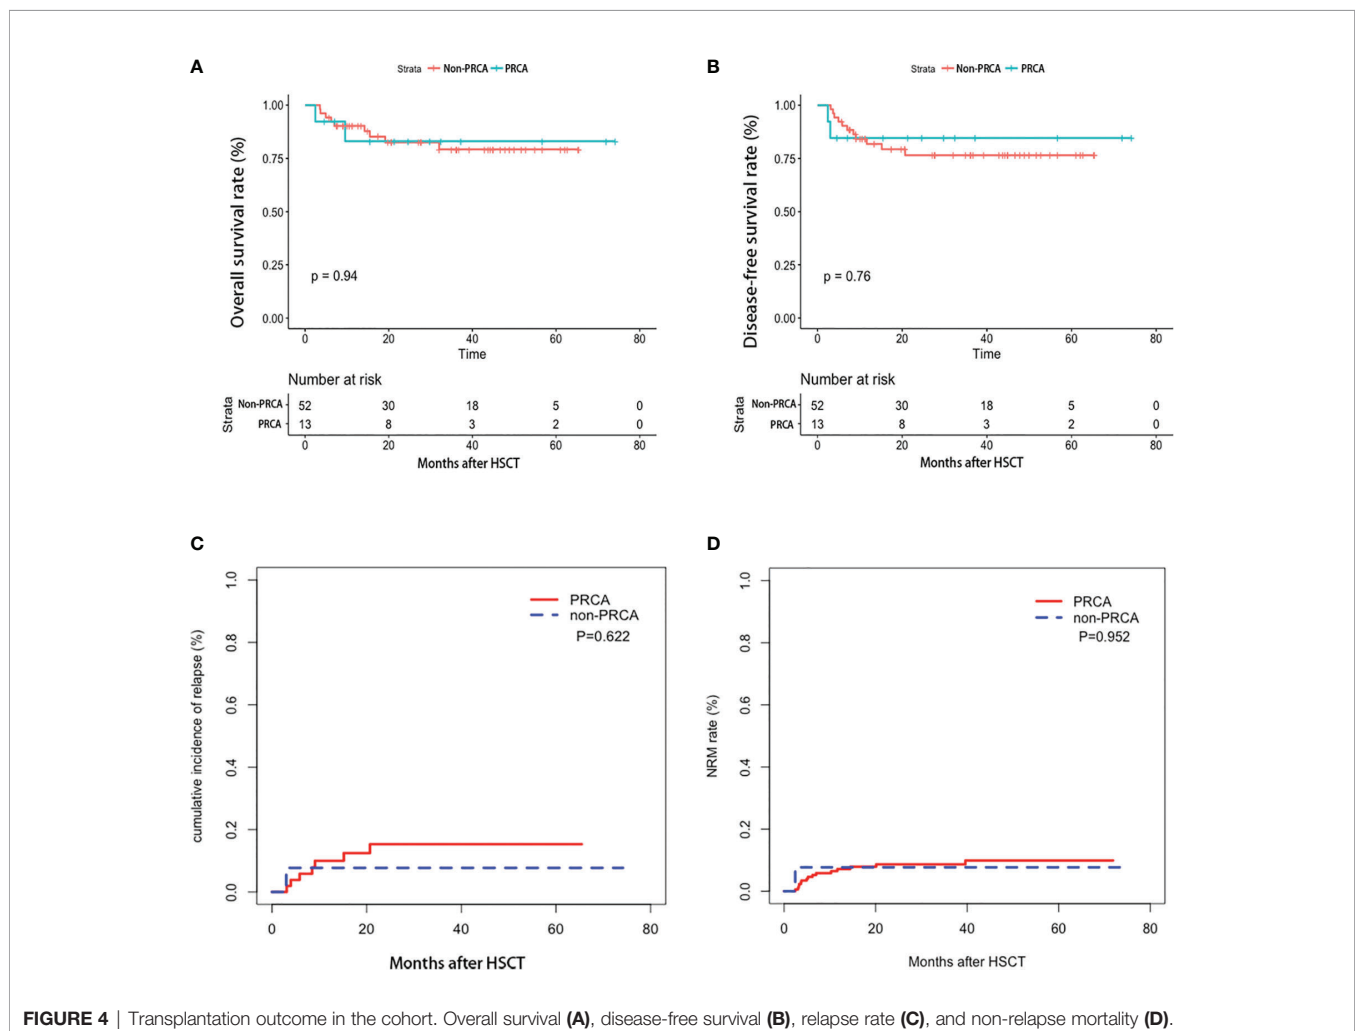 A
Strata Non-PRCA PRCA
1.00
0.75
0.50
0.25
0.00
Overall survival rate (%)
p = 0.94
0 20 40 60 80
Time
Number at risk
Strata
Non-PRCA 52 30 18 5 0
PRCA 13 8 3 2 0
0 20 40 60 80
Months after HSCT
B
Strata Non-PRCA PRCA
1.00
0.75
0.50
0.25
0.00
Disease-free survival rate (%)
p = 0.76
0 20 40 60 80
Time
Number at risk
Strata
Non-PRCA 52 30 18 5 0
PRCA 13 8 3 2 0
0 20 40 60 80
Months after HSCT
C
1.0
0.8
0.6
0.4
0.2
0.0
cumulative incidence of relapse (%)
PRCA
non-PRCA
P=0.622
0 20 40 60 80
Months after HSCT
D
1.0
0.8
0.6
0.4
0.2
0.0
NRM rate (%)
PRCA
non-PRCA
P=0.952
0 20 40 60 80
Months after HSCT
FIGURE 4 | Transplantation outcome in the cohort. Overall survival (A), disease-free survival (B), relapse rate (C), and non-relapse mortality (D).